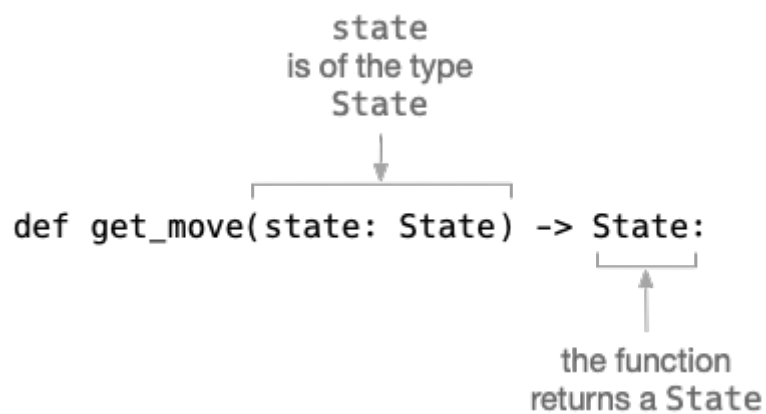 state
is of the type
State
def get_move(state: State) -> State:
the function
returns a State